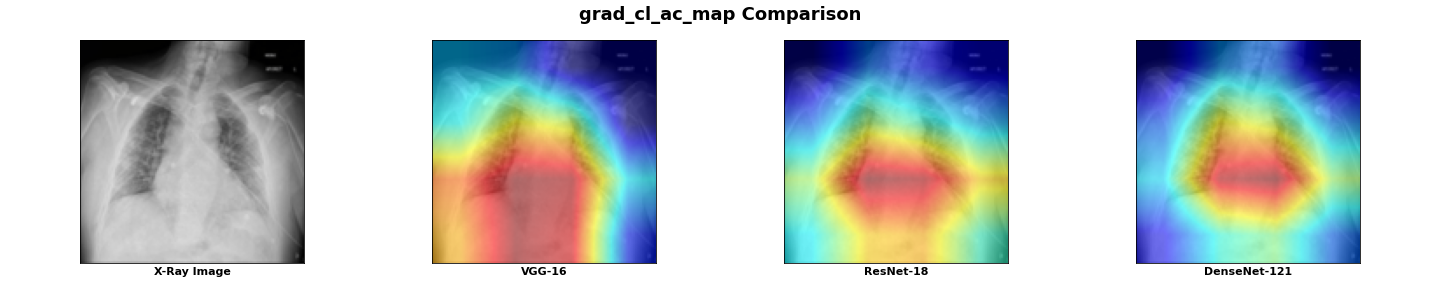 grad_cl_ac_map Comparison
X-Ray Image
VGG-16
ResNet-18
DenseNet-121